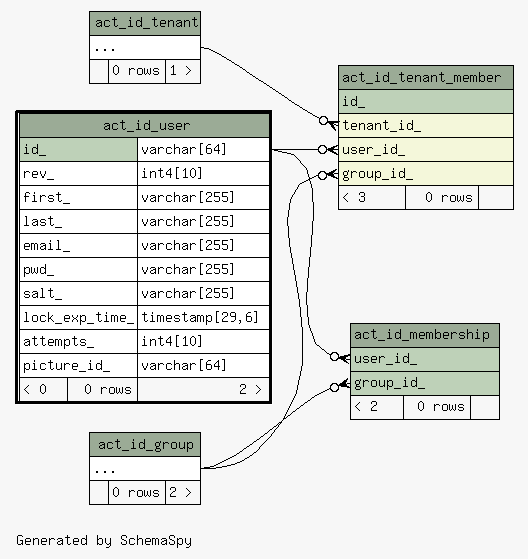 act_id_tenant
...
0 rows 1 >
act_id_tenant_member
id_
tenant_id_
user_id_
group_id_
< 3 0 rows
act_id_user
id_ varchar[64]
rev_ int4[10]
first_ varchar[255]
last_ varchar[255]
email_ varchar[255]
pwd_ varchar[255]
salt_ varchar[255]
lock_exp_time_ timestamp[29,6]
attempts_ int4[10]
picture_id_ varchar[64]
< 0 0 rows 2 >
act_id_membership
user_id_
group_id_
< 2 0 rows
act_id_group
...
0 rows 2 >
Generated by SchemaSpy